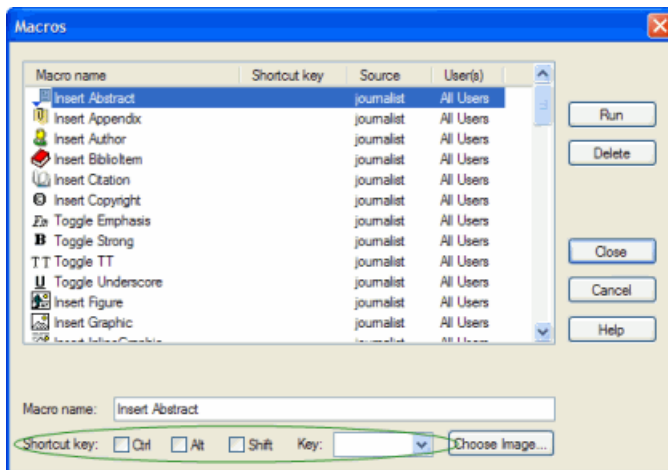 Macros
Macro name Shortcut key Source User(s)
Insert Abstract journalist All Users
Insert Appendix journalist All Users
Insert Author journalist All Users
Insert BiblioItem journalist All Users
Insert Citation journalist All Users
Insert Copyright journalist All Users
Toggle Emphasis journalist All Users
B Toggle Strong journalist All Users
TT Toggle TT journalist All Users
U Toggle Underscore journalist All Users
Insert Figure journalist All Users
Insert Graphic journalist All Users
Run
Delete
Close
Cancel
Help
Macro name: Insert Abstract
Shortcut key: Ctrl Alt Shift Key: Choose Image...